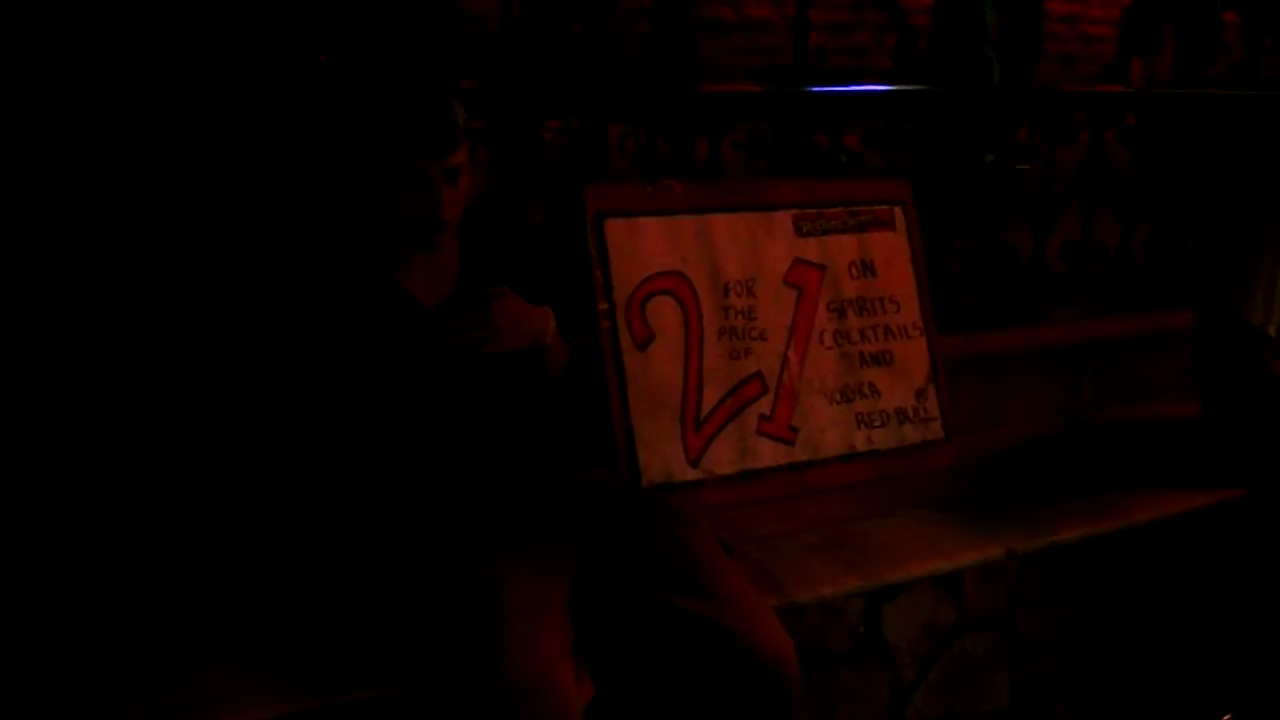 2 FOR THE PRICE OF 1
ON
SPIRITS
COCKTAILS
AND
VODKA
RED BULL